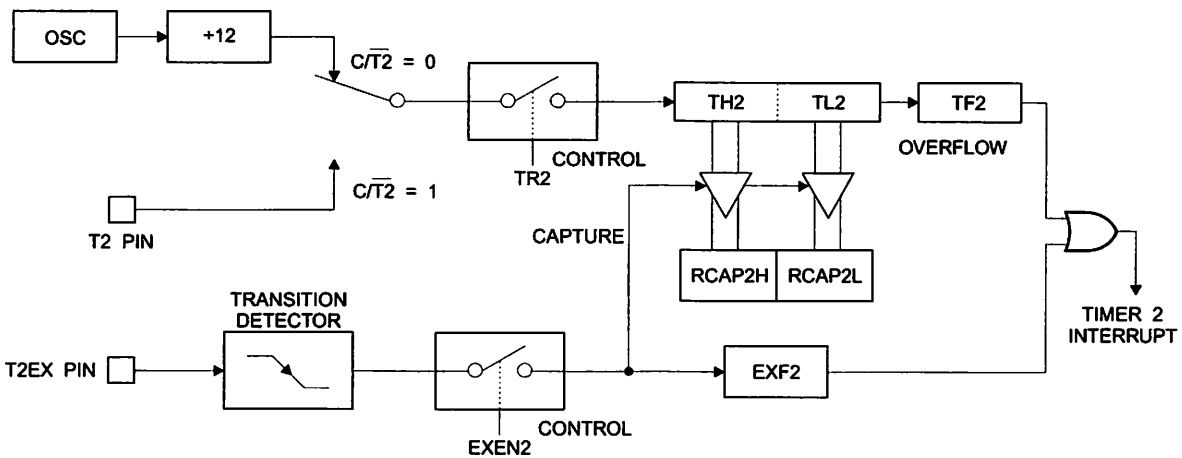 OSC
+12
C/T2 = 0
TH2
TL2
TF2
OVERFLOW
CONTROL
TR2
C/T2 = 1
T2 PIN
CAPTURE
RCAP2H
RCAP2L
TRANSITION
DETECTOR
TIMER 2
INTERRUPT
T2EX PIN
EXF2
CONTROL
EXEN2